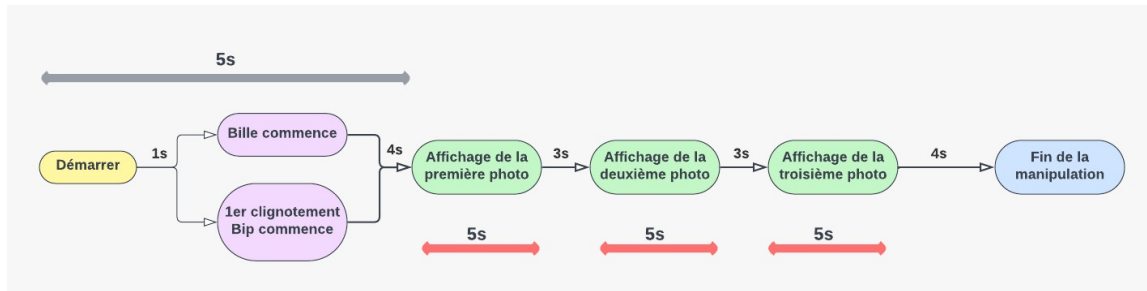 5s
Démarrer
1s
Bille commence
1er clignotement
Bip commence
4s
Affichage de la
première photo
3s
Affichage de la
deuxième photo
3s
Affichage de la
troisième photo
4s
Fin de la
manipulation
5s
5s
5s